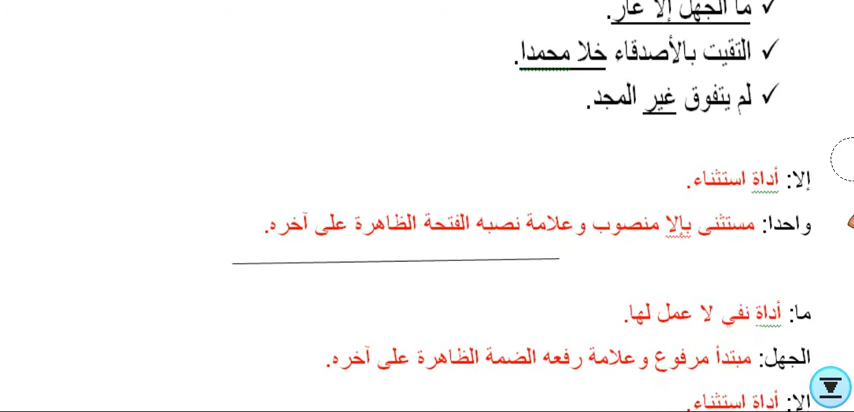 ✓ ما الجهل إلا عار.
✓ التقيت بالأصدقاء خلا محمدا.
✓ لم يتفوق غير المجد.
إلا: أداة استثناء.
واحدا: مستثنى بإلا منصوب وعلامة نصبه الفتحة الظاهرة على آخره.
ما: أداة نفي لا عمل لها.
الجهل: مبتدأ مرفوع وعلامة رفعه الضمة الظاهرة على آخره.
إلا: أداة استثناء.